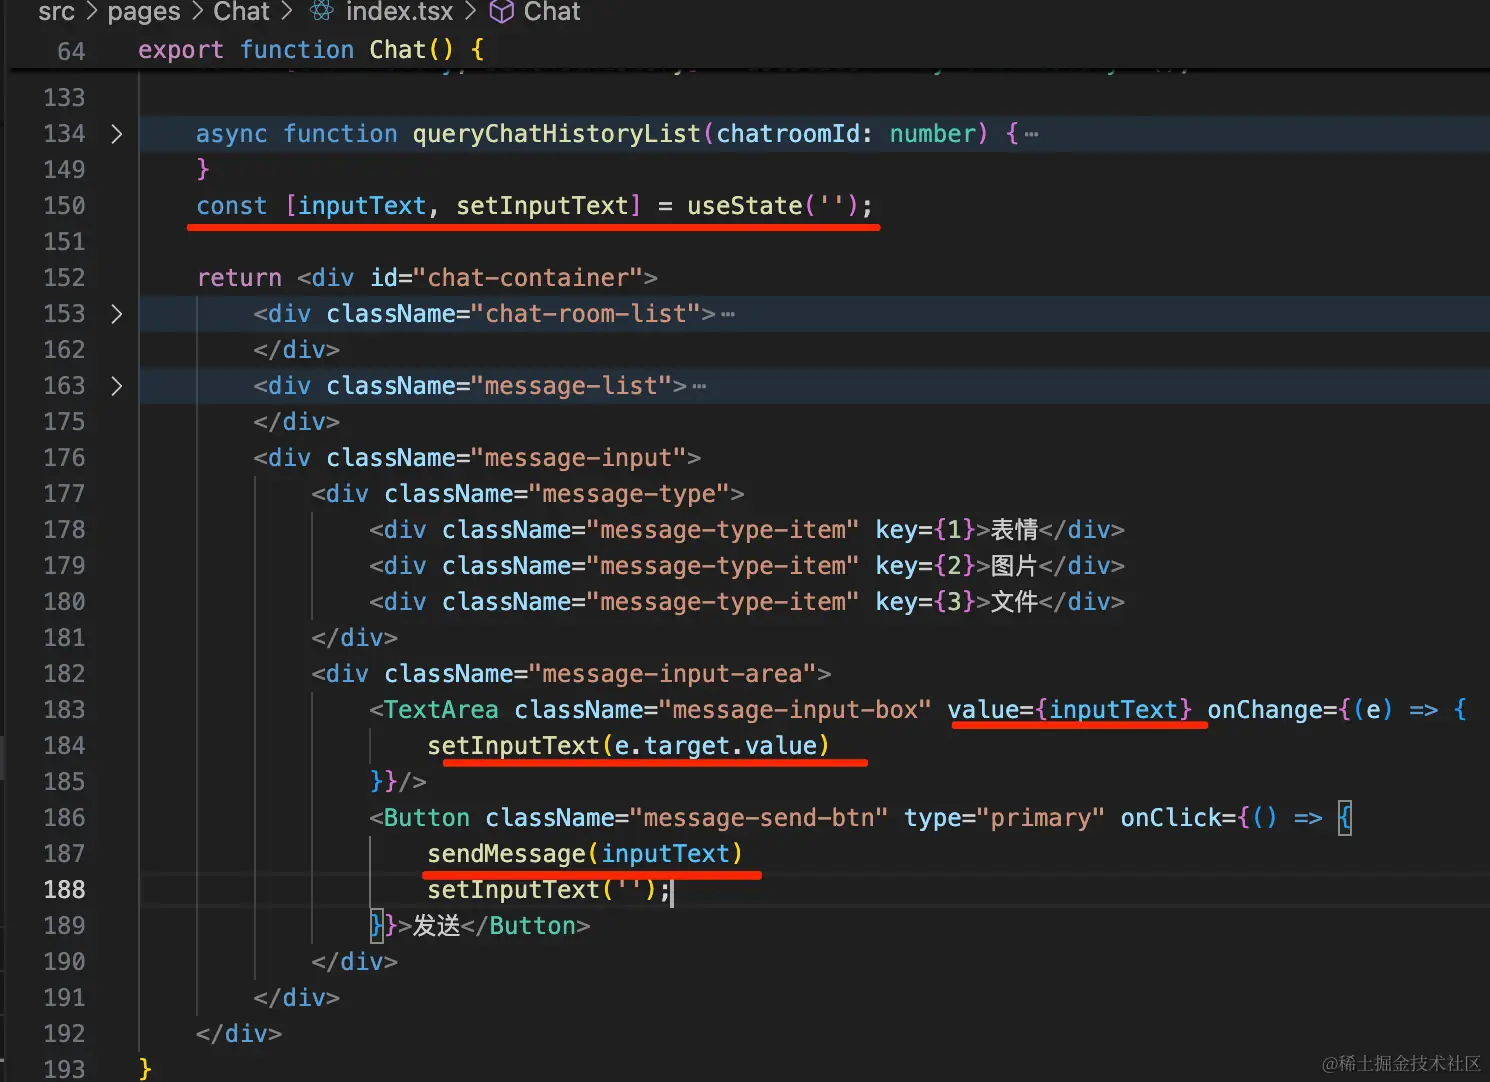 src > pages > Chat > index.tsx > Chat
64 export function Chat() {
133
134 async function queryChatHistoryList(chatroomId: number) {⋯
149 }
150 const [inputText, setInputText] = useState('');
151
152 return <div id="chat-container">
153 <div className="chat-room-list">⋯
162 </div>
163 <div className="message-list">⋯
175 </div>
176 <div className="message-input">
177 <div className="message-type">
178 <div className="message-type-item" key={1}>表情</div>
179 <div className="message-type-item" key={2}>图片</div>
180 <div className="message-type-item" key={3}>文件</div>
181 </div>
182 <div className="message-input-area">
183 <TextArea className="message-input-box" value={inputText} onChange={(e) => {
184 setInputText(e.target.value)
185 }}/>
186 <Button className="message-send-btn" type="primary" onClick={() => {
187 sendMessage(inputText)
188 setInputText('');
189 }}>发送</Button>
190 </div>
191 </div>
192 </div>
193 }
@稀土掘金技术社区